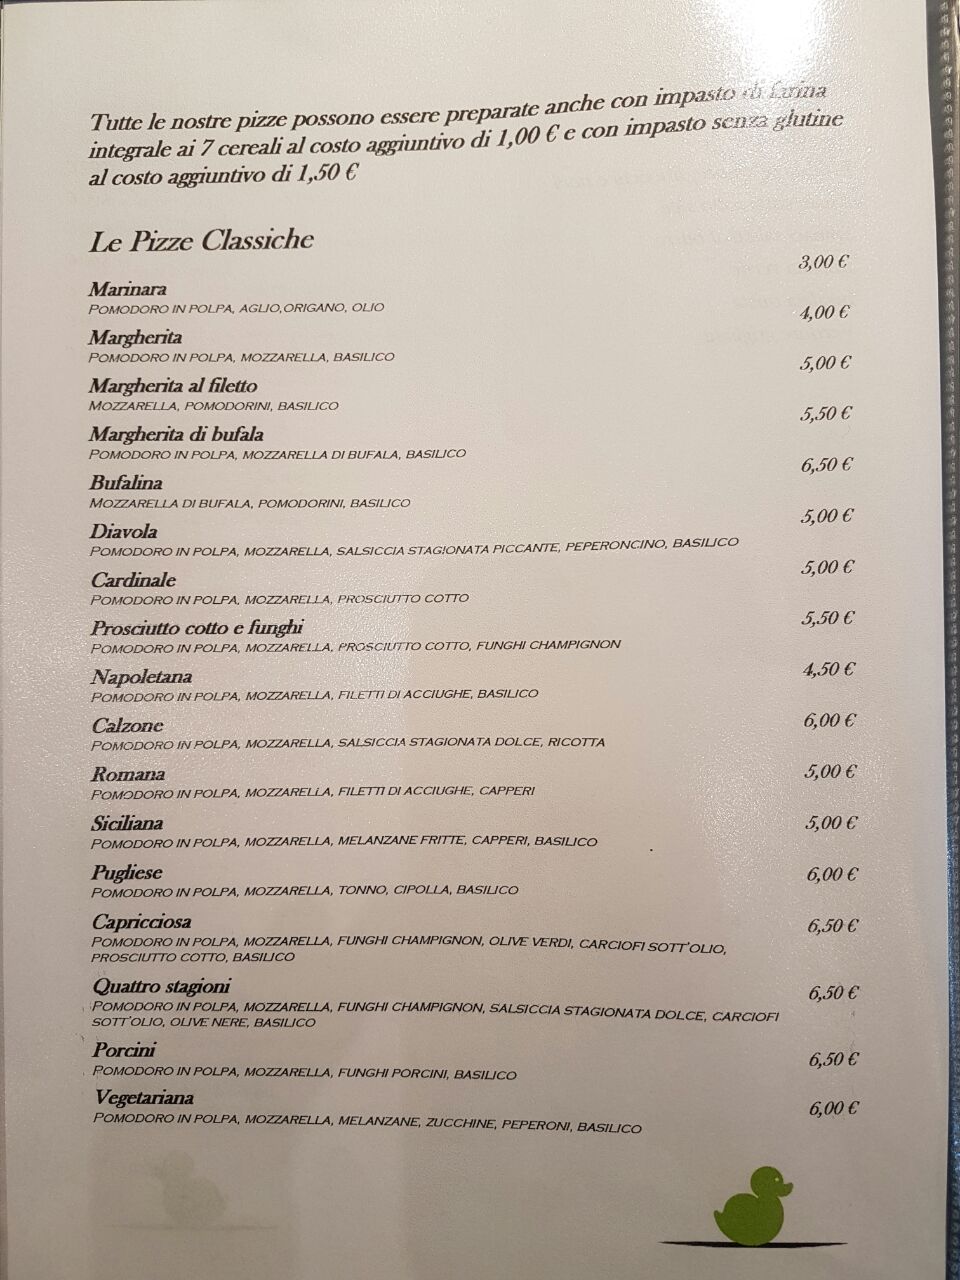 Tutte le nostre pizze possono essere preparate anche con impasto di farina
integrale ai 7 cereali al costo aggiuntivo di 1,00 € e con impasto senza glutine
al costo aggiuntivo di 1,50 €
Le Pizze Classiche
3,00 €
Marinara
POMODORO IN POLPA, AGLIO,ORIGANO, OLIO
4,00 €
Margherita
POMODORO IN POLPA, MOZZARELLA, BASILICO
5,00 €
Margherita al filetto
MOZZARELLA, POMODORINI, BASILICO
5,50 €
Margherita di bufala
POMODORO IN POLPA, MOZZARELLA DI BUFALA, BASILICO
6,50 €
Bufalina
MOZZARELLA DI BUFALA, POMODORINI, BASILICO
5,00 €
Diavola
POMODORO IN POLPA, MOZZARELLA, SALSICCIA STAGIONATA PICCANTE, PEPERONCINO, BASILICO
5,00 €
Cardinale
POMODORO IN POLPA, MOZZARELLA, PROSCIUTTO COTTO
5,50 €
Prosciutto cotto e funghi
POMODORO IN POLPA, MOZZARELLA, PROSCIUTTO COTTO, FUNGHI CHAMPIGNON
4,50 €
Napoletana
POMODORO IN POLPA, MOZZARELLA, FILETTI DI ACCIUGHE, BASILICO
6,00 €
Calzone
POMODORO IN POLPA, MOZZARELLA, SALSICCIA STAGIONATA DOLCE, RICOTTA
5,00 €
Romana
POMODORO IN POLPA, MOZZARELLA, FILETTI DI ACCIUGHE, CAPPERI
5,00 €
Siciliana
POMODORO IN POLPA, MOZZARELLA, MELANZANE FRITTE, CAPPERI, BASILICO
6,00 €
Pugliese
POMODORO IN POLPA, MOZZARELLA, TONNO, CIPOLLA, BASILICO
6,50 €
Capricciosa
POMODORO IN POLPA, MOZZARELLA, FUNGHI CHAMPIGNON, OLIVE VERDI, CARCIOFI SOTT'OLIO,
PROSCIUTTO COTTO, BASILICO
Quattro stagioni
6,50 €
POMODORO IN POLPA, MOZZARELLA, FUNGHI CHAMPIGNON, SALSICCIA STAGIONATA DOLCE, CARCIOFI
SOTT'OLIO, OLIVE NERE, BASILICO
Porcini
6,50 €
POMODORO IN POLPA, MOZZARELLA, FUNGHI PORCINI, BASILICO
Vegetariana
6,00 €
POMODORO IN POLPA, MOZZARELLA, MELANZANE, ZUCCHINE, PEPERONI, BASILICO